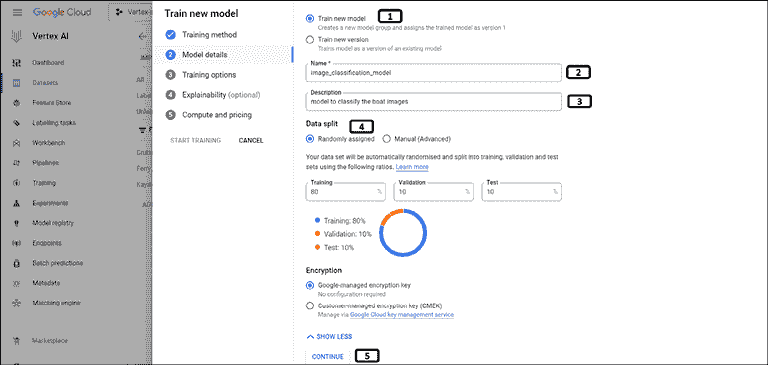 Google Cloud
Vertex-g
Vertex AI
Dashboard
Datasets
Feature Store
Labelling tasks
Workbench
Pipelines
Training
Experiments
Model registry
Endpoints
Batch predictions
Metadata
Matching engine
Marketplace
Train new model
Training method
2 Model details
3 Training options
4 Explainability (optional)
5 Compute and pricing
START TRAINING CANCEL
Train new model 1
Creates a new model group and assigns the trained model as version 1
Train new version
Trains model as a version of an existing model
Name *
image_classification_model 2
Description
model to classify the boat images 3
Data split 4
Randomly assigned Manual (Advanced)
Your data set will be automatically randomised and split into training, validation and test
sets using the following ratios. Learn more
Training Validation Test
80 % 10 % 10 %
Training: 80%
Validation: 10%
Test: 10%
Encryption
Google-managed encryption key
No configuration required
Customer-managed encryption key (CMEK)
Manage via Google Cloud key management service
SHOW LESS
CONTINUE 5